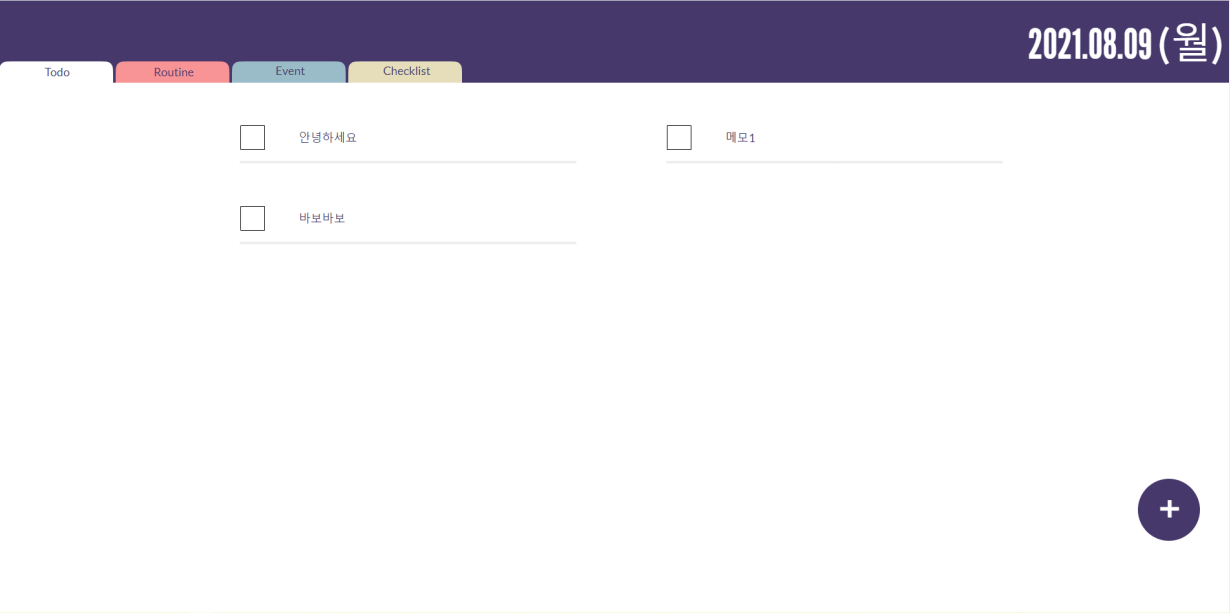 2021.08.09 (월)
Todo
Routine
Event
Checklist
안녕하세요
메모1
바보바보
+